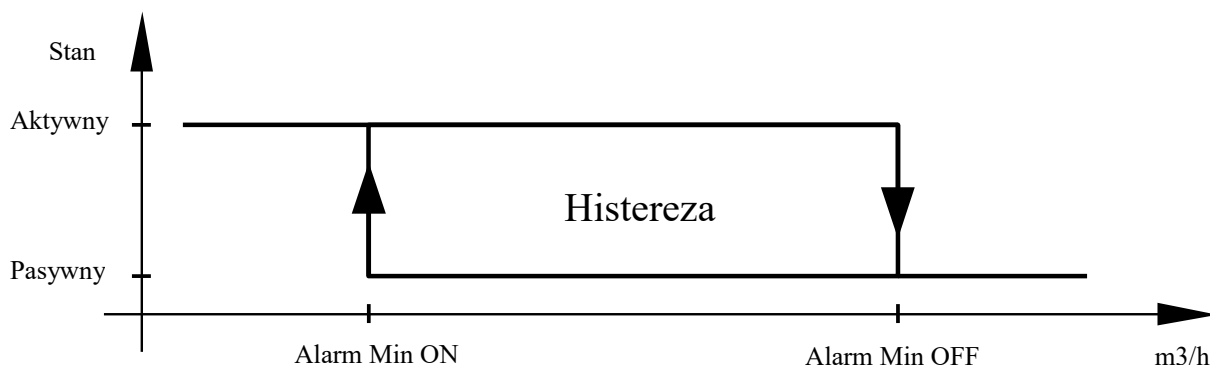 Stan
Aktywny
Histereza
Pasywny
Alarm Min ON
Alarm Min OFF
m3/h